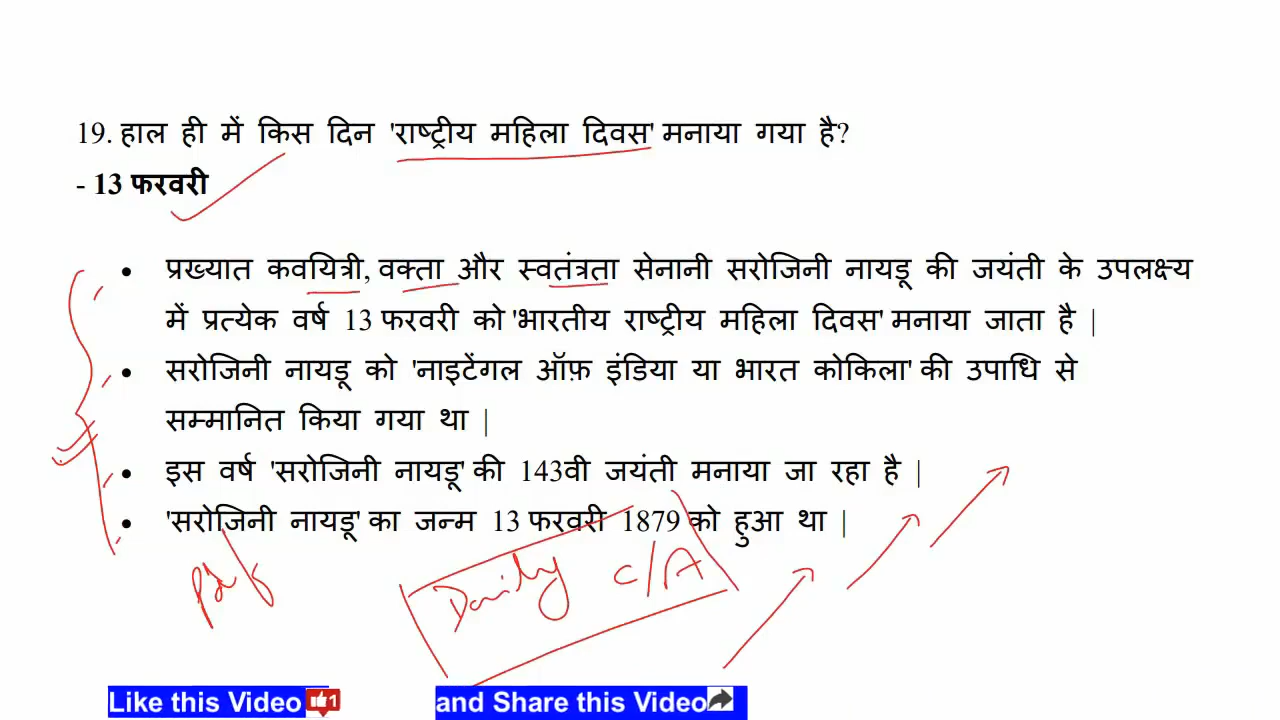 19. हाल ही में किस दिन 'राष्ट्रीय महिला दिवस' मनाया गया है?
- 13 फरवरी
• प्रख्यात कवयित्री, वक्ता और स्वतंत्रता सेनानी सरोजिनी नायडू की जयंती के उपलक्ष्य
में प्रत्येक वर्ष 13 फरवरी को 'भारतीय राष्ट्रीय महिला दिवस' मनाया जाता है |
• सरोजिनी नायडू को 'नाइटेंगल ऑफ़ इंडिया या भारत कोकिला' की उपाधि से
सम्मानित किया गया था |
• इस वर्ष 'सरोजिनी नायडू' की 143वी जयंती मनाया जा रहा है |
• 'सरोजिनी नायडू' का जन्म 13 फरवरी 1879 को हुआ था |
Daily C/A
Like this Video 1 and Share this Video